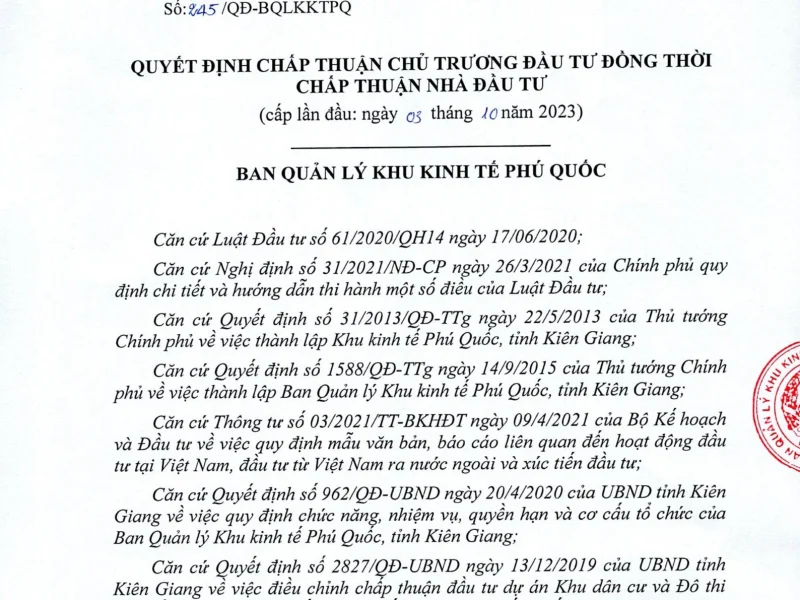 Số: 245 /QĐ-BQLKKTPQ
QUYẾT ĐỊNH CHẤP THUẬN CHỦ TRƯƠNG ĐẦU TƯ ĐỒNG THỜI
CHẤP THUẬN NHÀ ĐẦU TƯ
(cấp lần đầu: ngày 03 tháng 10 năm 2023)
BAN QUẢN LÝ KHU KINH TẾ PHÚ QUỐC
Căn cứ Luật Đầu tư số 61/2020/QH14 ngày 17/06/2020;
Căn cứ Nghị định số 31/2021/NĐ-CP ngày 26/3/2021 của Chính phủ quy
định chi tiết và hướng dẫn thi hành một số điều của Luật Đầu tư;
Căn cứ Quyết định số 31/2013/QĐ-TTg ngày 22/5/2013 của Thủ tướng
Chính phủ về việc thành lập Khu kinh tế Phú Quốc, tỉnh Kiên Giang;
Căn cứ Quyết định số 1588/QĐ-TTg ngày 14/9/2015 của Thủ tướng Chính
phủ về việc thành lập Ban Quản lý Khu kinh tế Phú Quốc, tỉnh Kiên Giang;
Căn cứ Thông tư số 03/2021/TT-BKHĐT ngày 09/4/2021 của Bộ Kế hoạch
và Đầu tư về việc quy định mẫu văn bản, báo cáo liên quan đến hoạt động đầu
tư tại Việt Nam, đầu tư từ Việt Nam ra nước ngoài và xúc tiến đầu tư;
Căn cứ Quyết định số 962/QĐ-UBND ngày 20/4/2020 của UBND tỉnh Kiên
Giang về việc quy định chức năng, nhiệm vụ, quyền hạn và cơ cấu tổ chức của
Ban Quản lý Khu kinh tế Phú Quốc, tỉnh Kiên Giang;
Căn cứ Quyết định số 2827/QĐ-UBND ngày 13/12/2019 của UBND tỉnh
Kiên Giang về việc điều chỉnh chấp thuận đầu tư dự án Khu dân cư và Đô thị
QUẢN LÝ KHU KIN